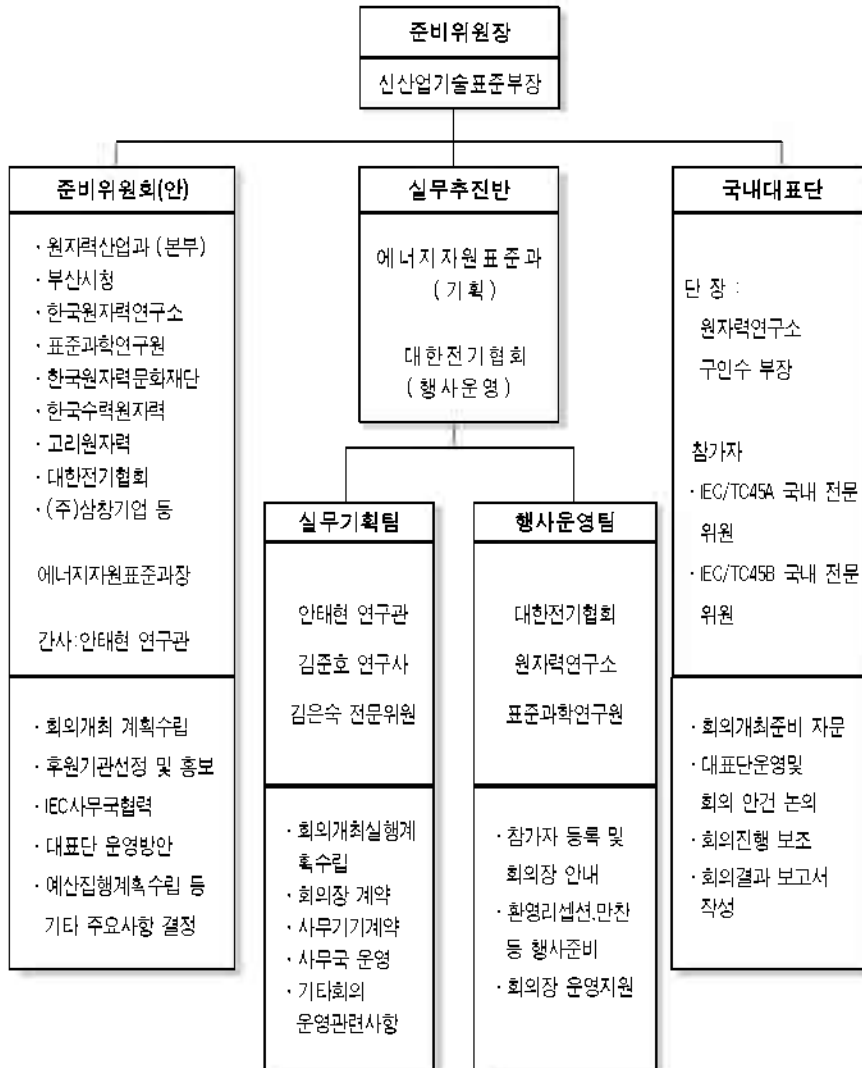 준비위원장
신산업기술표준부장
준비위원회(안)
· 원자력산업과 (본부)
· 부산시청
· 한국원자력연구소
· 표준과학연구원
· 한국원자력문화재단
· 한국수력원자력
· 고리원자력
· 대한전기협회
· (주)삼창기업 등
에너지자원표준과장
간사:안태현 연구관
· 회의개최 계획수립
· 후원기관선정 및 홍보
· IEC사무국협력
· 대표단 운영방안
· 예산집행계획수립 등
기타 주요사항 결정
실무추진반
에너지자원표준과
(기획)
대한전기협회
(행사운영)
실무기획팀
안태현 연구관
김준호 연구사
김은숙 전문위원
· 회의개최실행계
획수립
· 회의장 계약
· 사무기기계약
· 사무국 운영
· 기타회의
운영관련사항
행사운영팀
대한전기협회
원자력연구소
표준과학연구원
· 참가자 등록 및
회의장 안내
· 환영리셉션,만찬
등 행사준비
· 회의장 운영지원
국내대표단
단 장 :
원자력연구소
구인수 부장
참가자
· IEC/TC45A 국내 전문
위원
· IEC/TC45B 국내 전문
위원
· 회의개최준비 자문
· 대표단운영및
회의 안건 논의
· 회의진행 보조
· 회의결과 보고서
작성